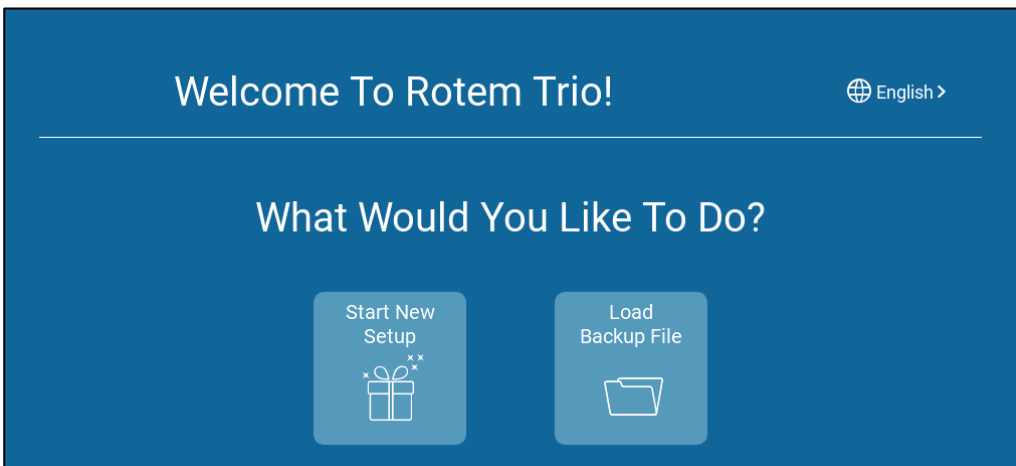 Welcome To Rotem Trio!
English
What Would You Like To Do?
Start New
Setup
Load
Backup File